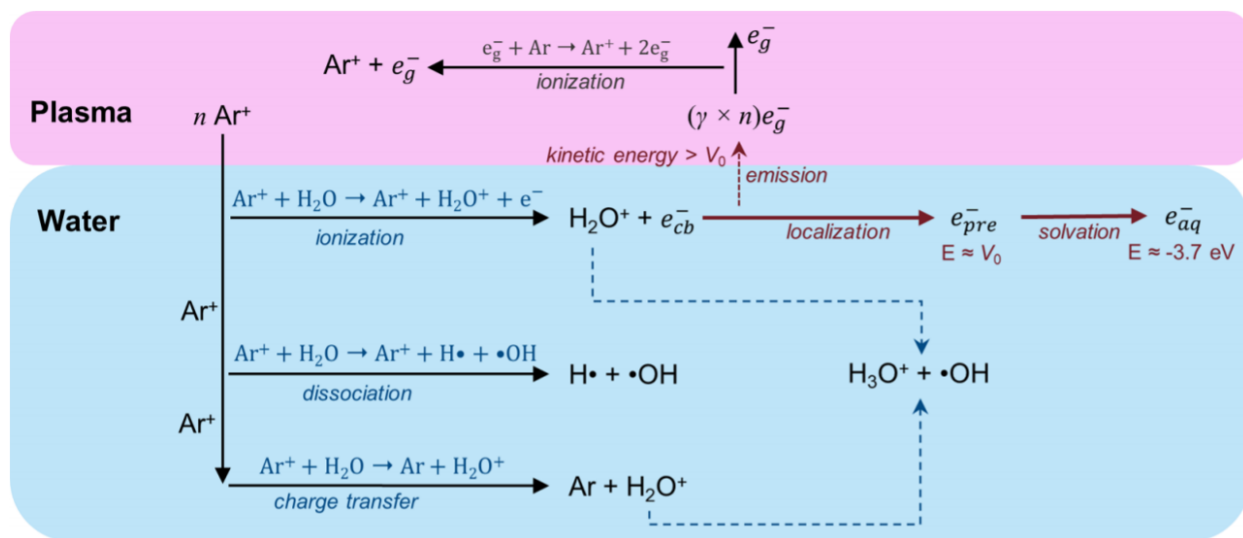 e⁻g
e⁻g + Ar → Ar⁺ + 2e⁻g
Ar⁺ + e⁻g
ionization
Plasma
n Ar⁺
(γ × n)e⁻g
kinetic energy > V₀
emission
Water
Ar⁺ + H₂O → Ar⁺ + H₂O⁺ + e⁻
ionization
H₂O⁺ + e⁻cb
localization
e⁻pre
E ≈ V₀
solvation
e⁻aq
E ≈ -3.7 eV
Ar⁺
Ar⁺ + H₂O → Ar⁺ + H• + •OH
dissociation
H• + •OH
H₃O⁺ + •OH
Ar⁺
Ar⁺ + H₂O → Ar + H₂O⁺
charge transfer
Ar + H₂O⁺